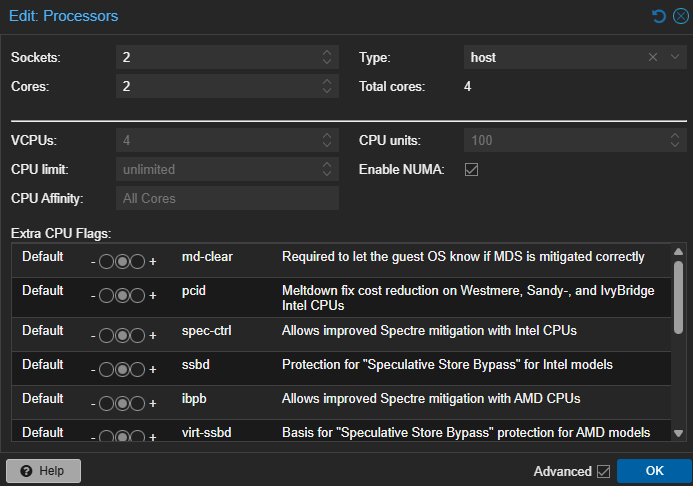 Edit: Processors
Sockets: 2 Type: host
Cores: 2 Total cores: 4
VCPUs: 4 CPU units: 100
CPU limit: unlimited Enable NUMA:
CPU Affinity: All Cores
Extra CPU Flags:
Default - + md-clear Required to let the guest OS know if MDS is mitigated correctly
Default - + pcid Meltdown fix cost reduction on Westmere, Sandy-, and IvyBridge
Intel CPUs
Default - + spec-ctrl Allows improved Spectre mitigation with Intel CPUs
Default - + ssbd Protection for "Speculative Store Bypass" for Intel models
Default - + ibpb Allows improved Spectre mitigation with AMD CPUs
Default - + virt-ssbd Basis for "Speculative Store Bypass" protection for AMD models
? Help Advanced OK